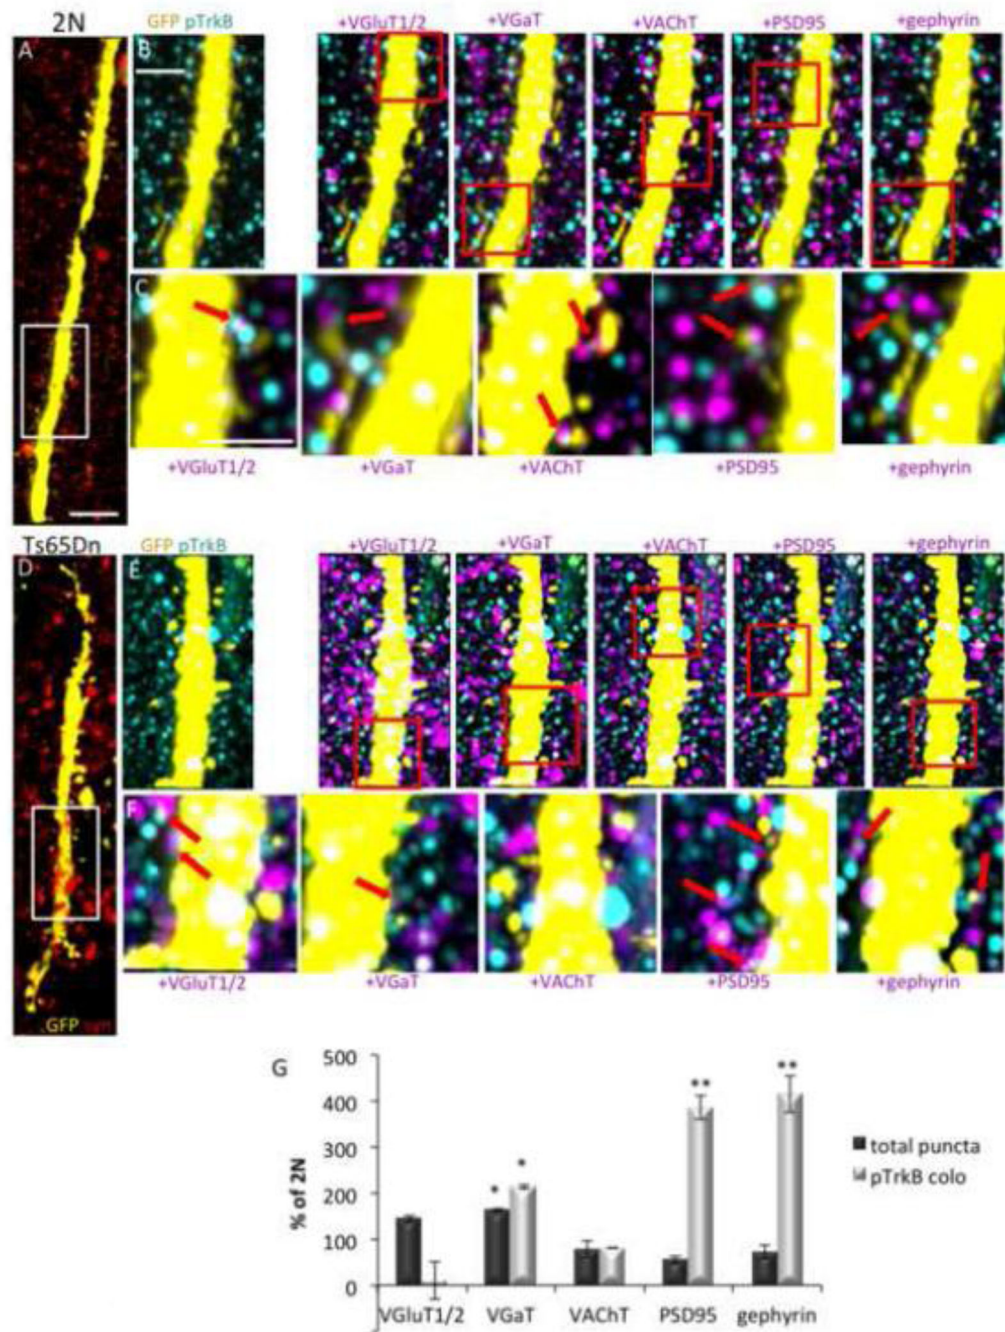 2N
A
B
GFP pTrkB
+VGluT1/2
+VGaT
+VAChT
+PSD95
+gephyrin
C
+VGluT1/2
+VGaT
+VAChT
+PSD95
+gephyrin
Ts65Dn
D
E
GFP pTrkB
+VGluT1/2
+VGaT
+VAChT
+PSD95
+gephyrin
F
+VGluT1/2
+VGaT
+VAChT
+PSD95
+gephyrin
GFP syn
G
% of 2N
500
400
300
200
100
0
*
*
**
**
VGluT1/2
VGaT
VAChT
PSD95
gephyrin
total puncta
pTrkB colo